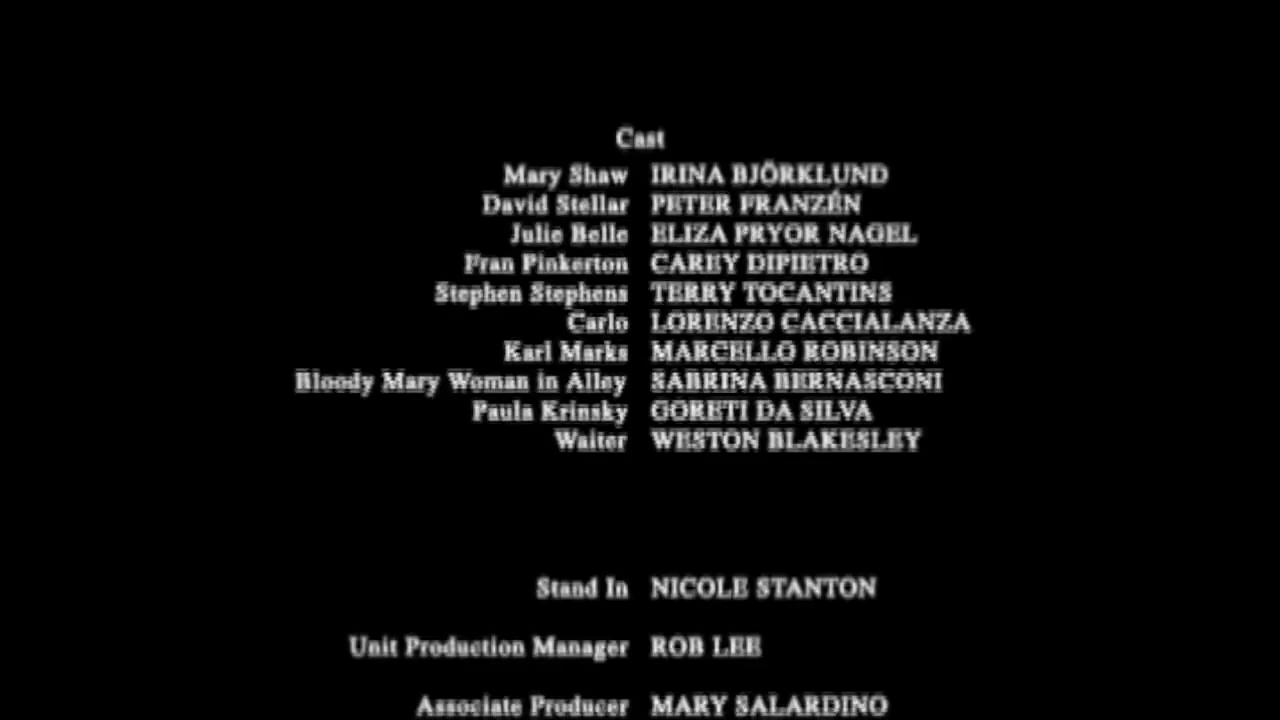 Cast
Mary Shaw IRINA BJÖRKLUND
David Stellar PETER FRANZÉN
Julie Belle ELIZA PRYOR NAGEL
Fran Pinkerton CAREY DIPIETRO
Stephen Stephens TERRY TOCANTINS
Carlo LORENZO CACCIALANZA
Karl Marks MARCELLO ROBINSON
Bloody Mary Woman in Alley SABRINA BERNASCONI
Paula Krinsky GORETI DA SILVA
Waiter WESTON BLAKESLEY
Stand In NICOLE STANTON
Unit Production Manager ROB LEE
Associate Producer MARY SALARDINO